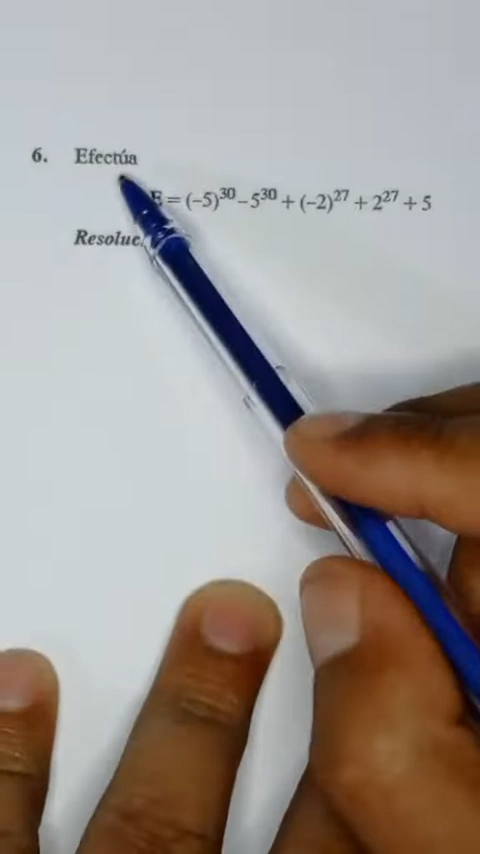 6. Efectúa
E = (–5)³⁰ – 5³⁰ + (–2)²⁷ + 2²⁷ + 5